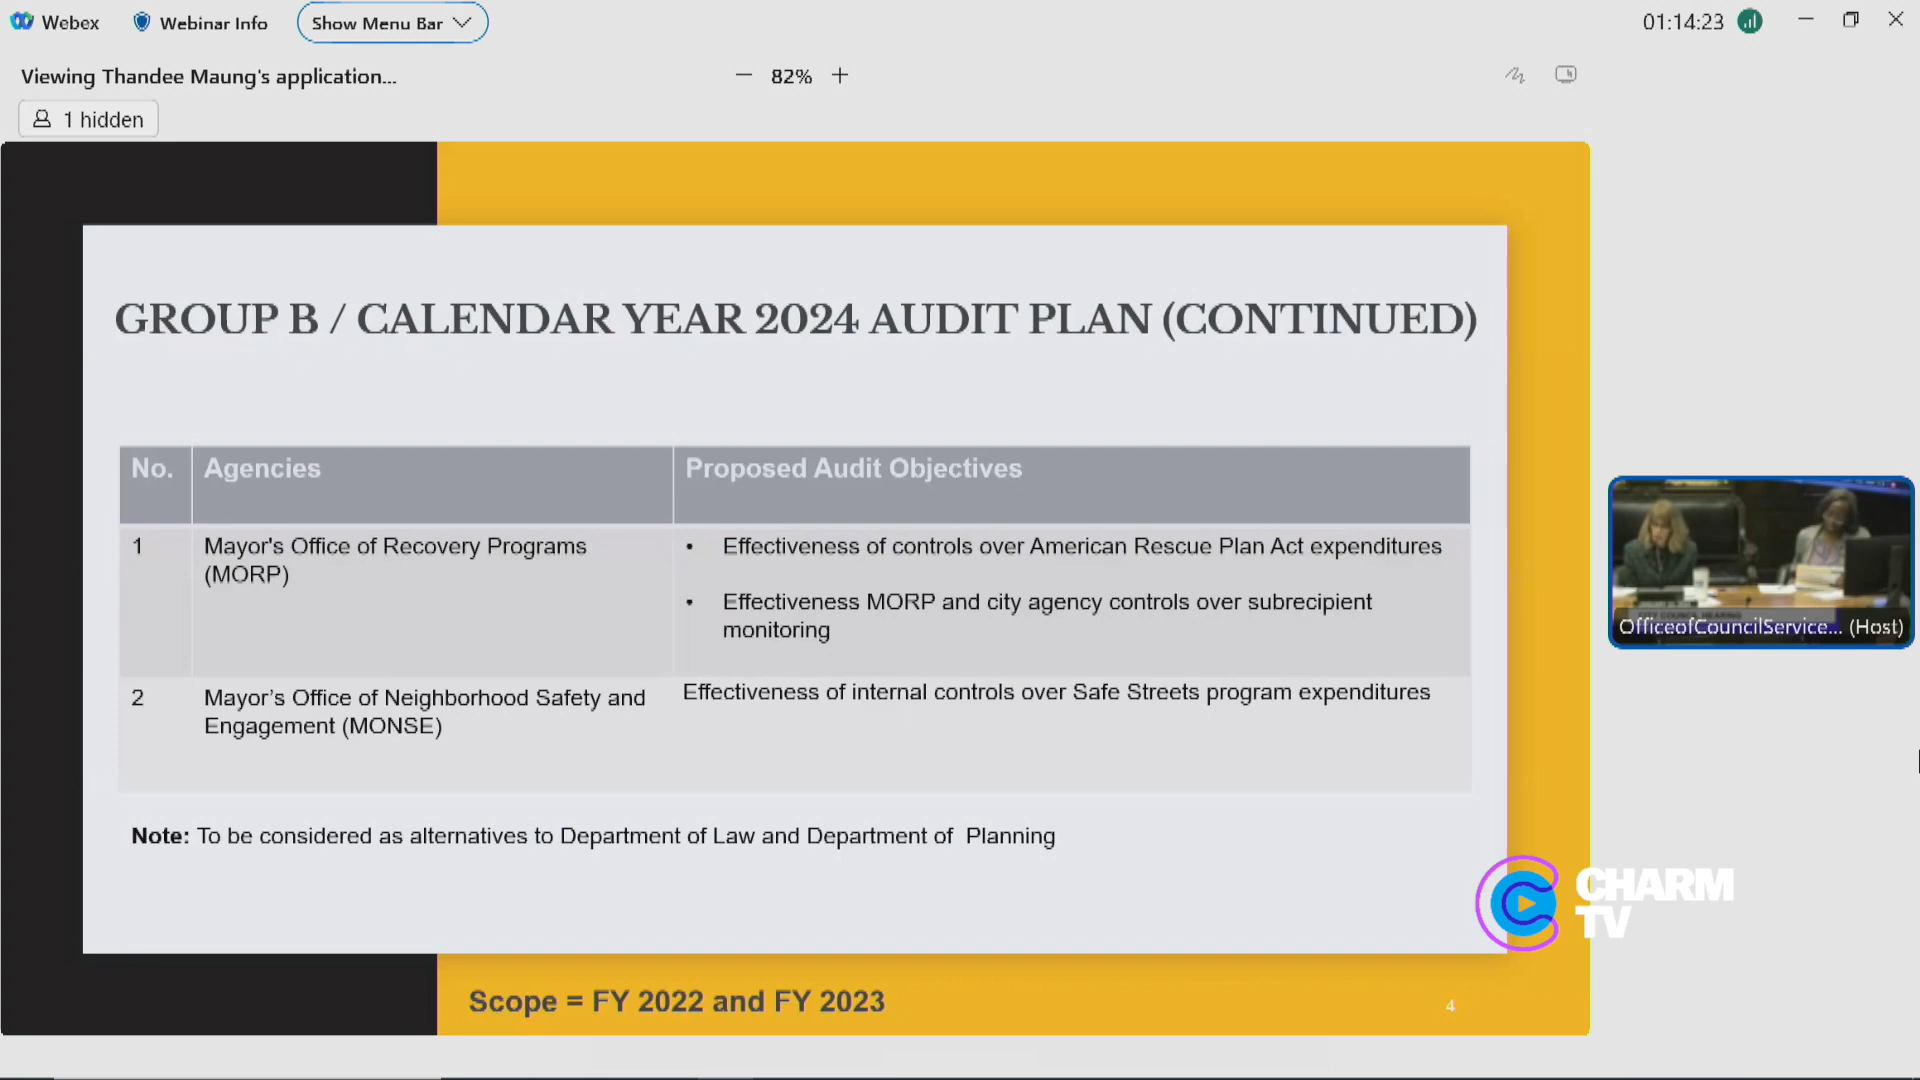 Webex
Webinar Info
Show Menu Bar
01:14:23
Viewing Thandee Maung's application...
82%
1 hidden
GROUP B / CALENDAR YEAR 2024 AUDIT PLAN (CONTINUED)
No. Agencies Proposed Audit Objectives
1 Mayor's Office of Recovery Programs
(MORP)
• Effectiveness of controls over American Rescue Plan Act expenditures
• Effectiveness MORP and city agency controls over subrecipient
monitoring
2 Mayor’s Office of Neighborhood Safety and
Engagement (MONSE)
Effectiveness of internal controls over Safe Streets program expenditures
Note: To be considered as alternatives to Department of Law and Department of Planning
Scope = FY 2022 and FY 2023
4
CITY COUNCIL HEARING
OfficeofCouncilService... (Host)
CHARM
TV